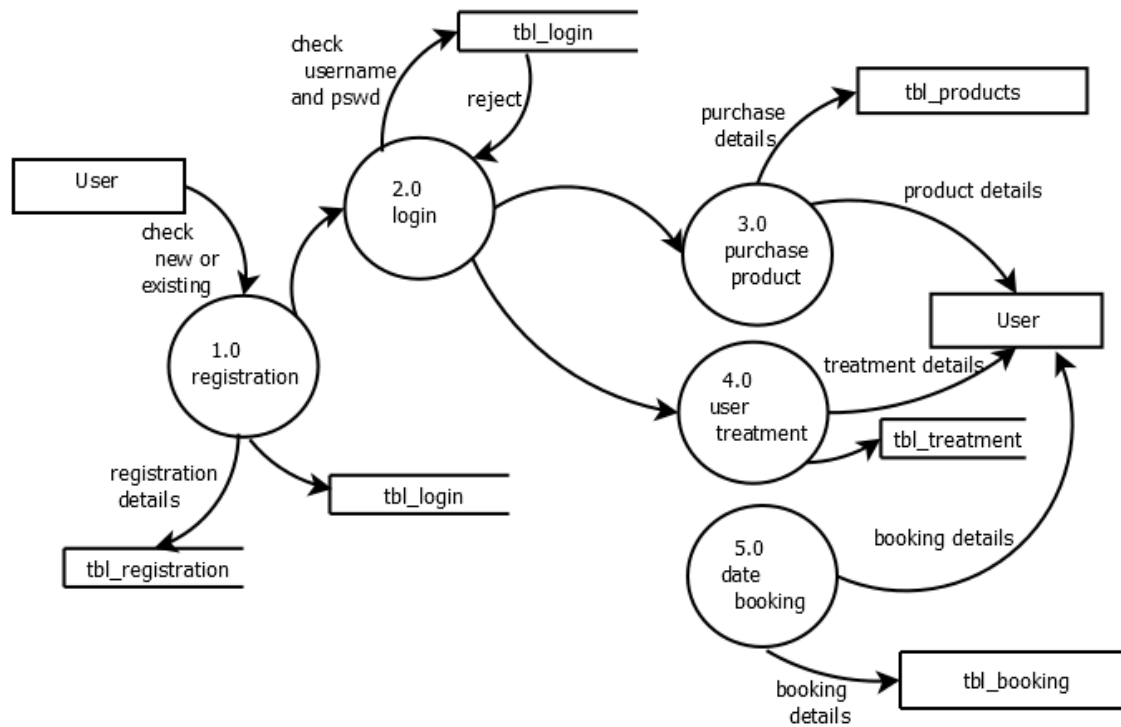 check
username
and pswd
tbl_login
reject
User
check
new or
existing
2.0
login
purchase
details
tbl_products
3.0
purchase
product
product details
User
1.0
registration
4.0
user
treatment
treatment details
tbl_treatment
registration
details
tbl_login
tbl_registration
5.0
date
booking
booking details
booking
details
tbl_booking